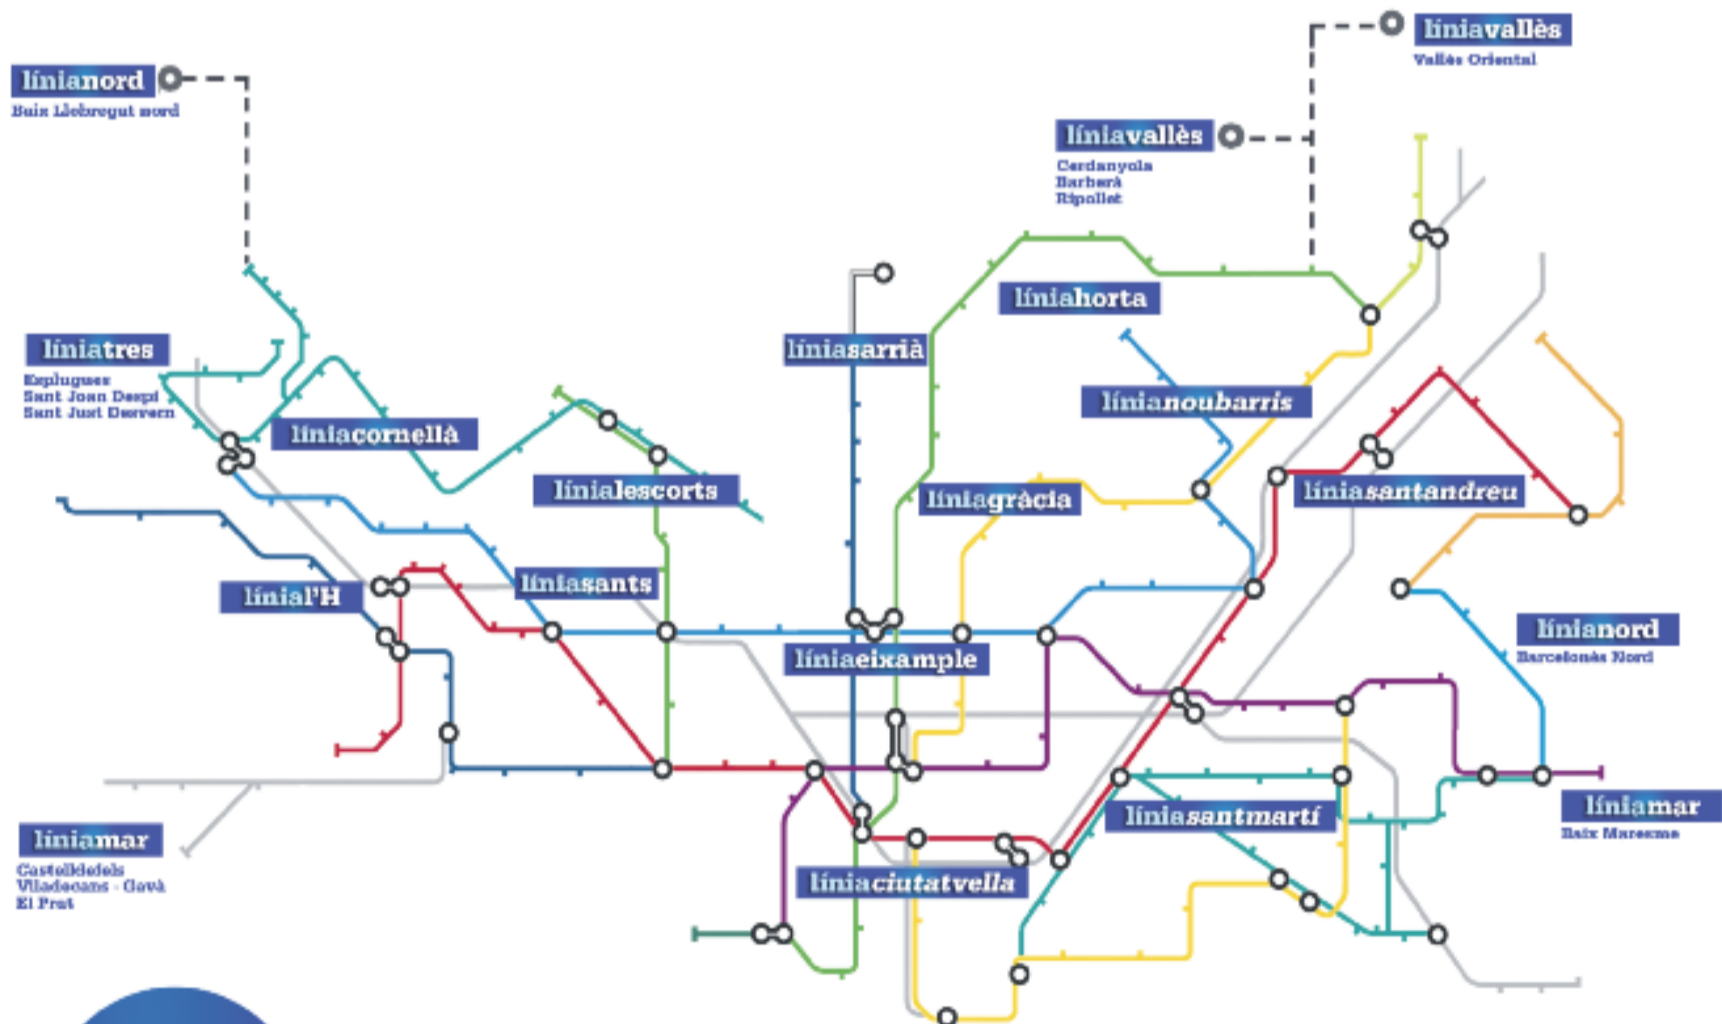 líniavallès
Vallès Oriental
línianord
Baix Llobregat nord
líniavallès
Cerdanyola
Barberà
Ripollet
líniahorta
líniatres
Esplugues
Sant Joan Despí
Sant Just Desvern
líniasarrià
línianoubarris
líniacornellà
línialescorts
líniagràcia
líniasantandreu
línial'H
líniasants
línianord
Barcelonès Nord
líniaeixample
líniamar
Baix Maresme
líniasantmartí
líniamar
Castelldefels
Viladecans - Gavà
El Prat
líniaciutatvella